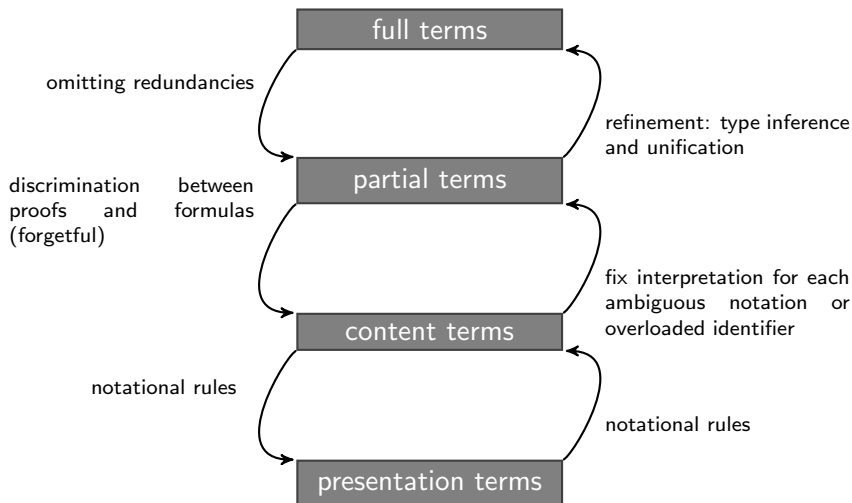 full terms
omitting redundancies
refinement: type inference
and unification
partial terms
discrimination between
proofs and formulas
(forgetful)
fix interpretation for each
ambiguous notation or
overloaded identifier
content terms
notational rules
notational rules
presentation terms